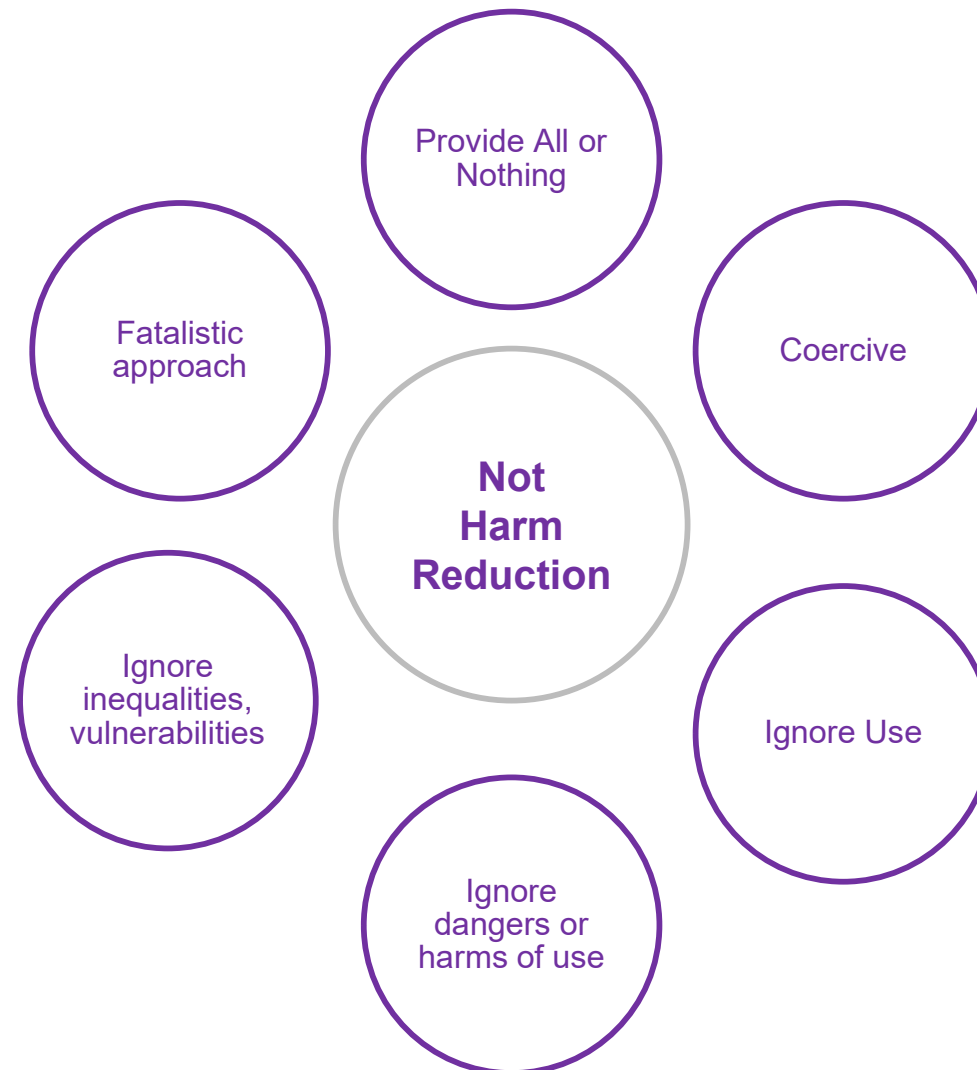 Provide All or
Nothing
Fatalistic
approach
Coercive
Not
Harm
Reduction
Ignore
inequalities,
vulnerabilities
Ignore Use
Ignore
dangers or
harms of use